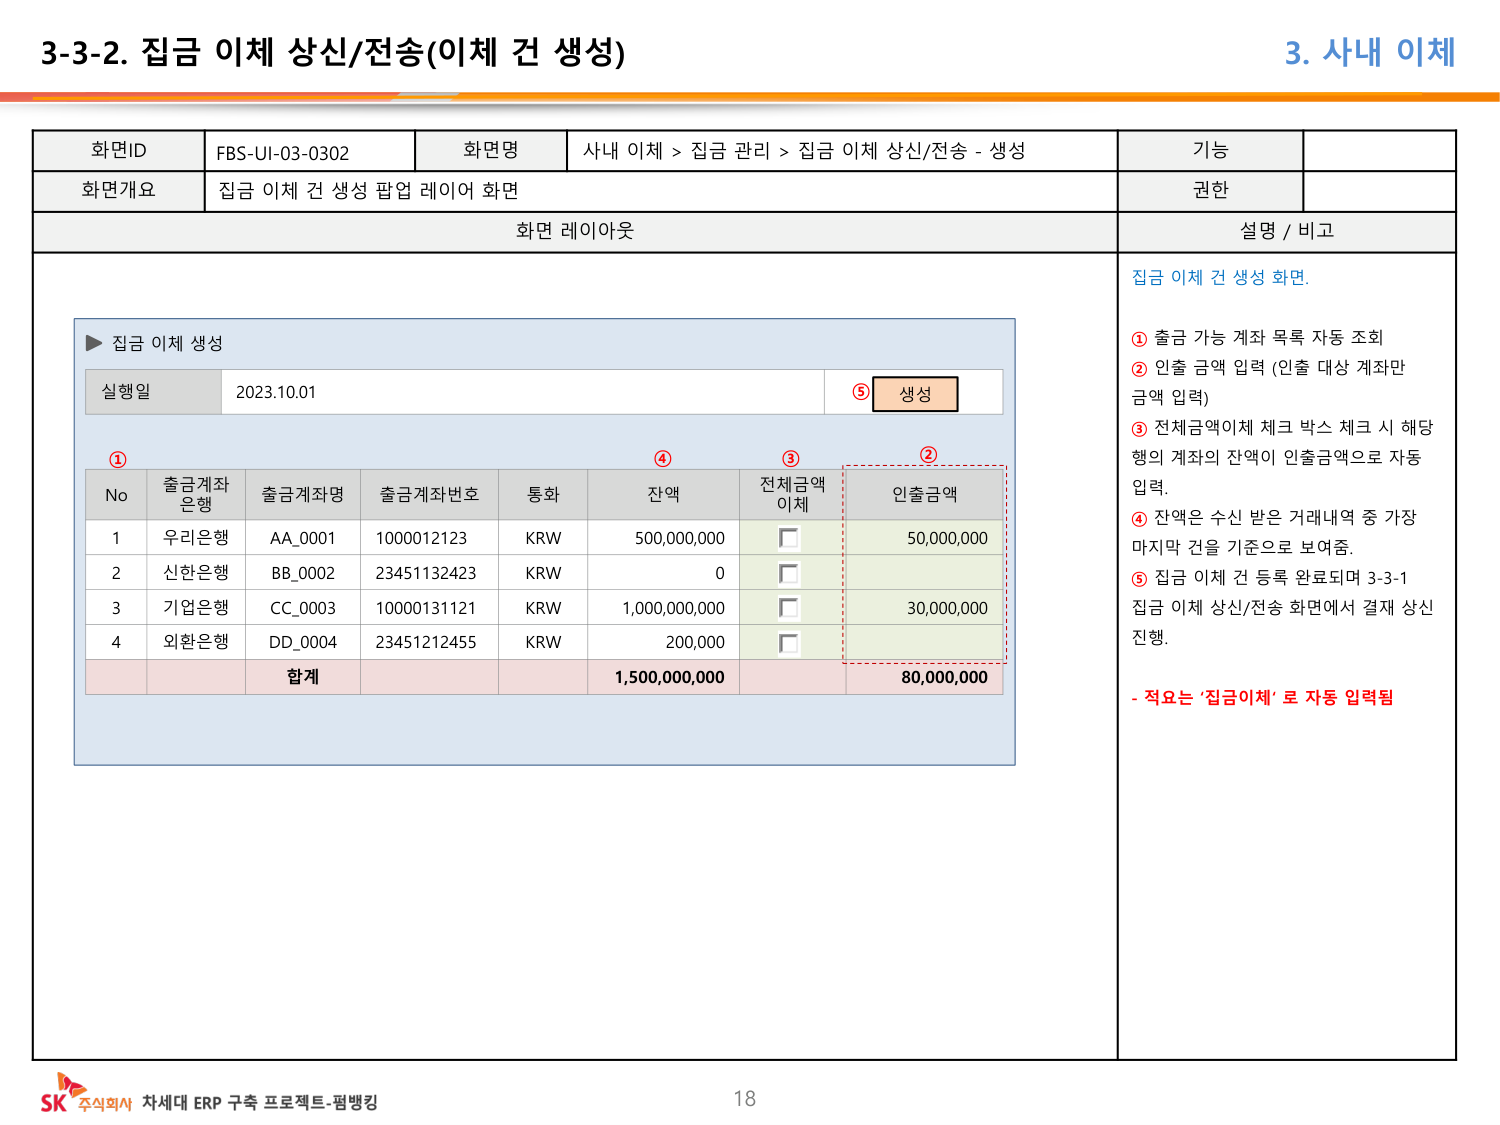 3-3-2. 집금 이체 상신/전송(이체 건 생성)
3. 사내 이체
화면ID FBS-UI-03-0302 화면명 사내 이체 > 집금 관리 > 집금 이체 상신/전송 - 생성 기능
화면개요 집금 이체 건 생성 팝업 레이어 화면 권한
화면 레이아웃 설명 / 비고
▶ 집금 이체 생성
실행일 2023.10.01 ⑤ 생성
① ④ ③ ②
No 출금계좌 은행 출금계좌명 출금계좌번호 통화 잔액 전체금액 이체 인출금액
1 우리은행 AA_0001 1000012123 KRW 500,000,000 50,000,000
2 신한은행 BB_0002 23451132423 KRW 0
3 기업은행 CC_0003 10000131121 KRW 1,000,000,000 30,000,000
4 외환은행 DD_0004 23451212455 KRW 200,000
합계 1,500,000,000 80,000,000
집금 이체 건 생성 화면.
① 출금 가능 계좌 목록 자동 조회
② 인출 금액 입력 (인출 대상 계좌만
금액 입력)
③ 전체금액이체 체크 박스 체크 시 해당
행의 계좌의 잔액이 인출금액으로 자동
입력.
④ 잔액은 수신 받은 거래내역 중 가장
마지막 건을 기준으로 보여줌.
⑤ 집금 이체 건 등록 완료되며 3-3-1
집금 이체 상신/전송 화면에서 결재 상신
진행.
- 적요는 ‘집금이체’ 로 자동 입력됨
SK 주식회사 차세대 ERP 구축 프로젝트-펌뱅킹
18